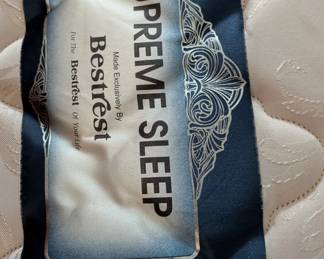 PREME SLEEP
Made Exclusively By
Bestrest
For The Bestrest Of Your Life